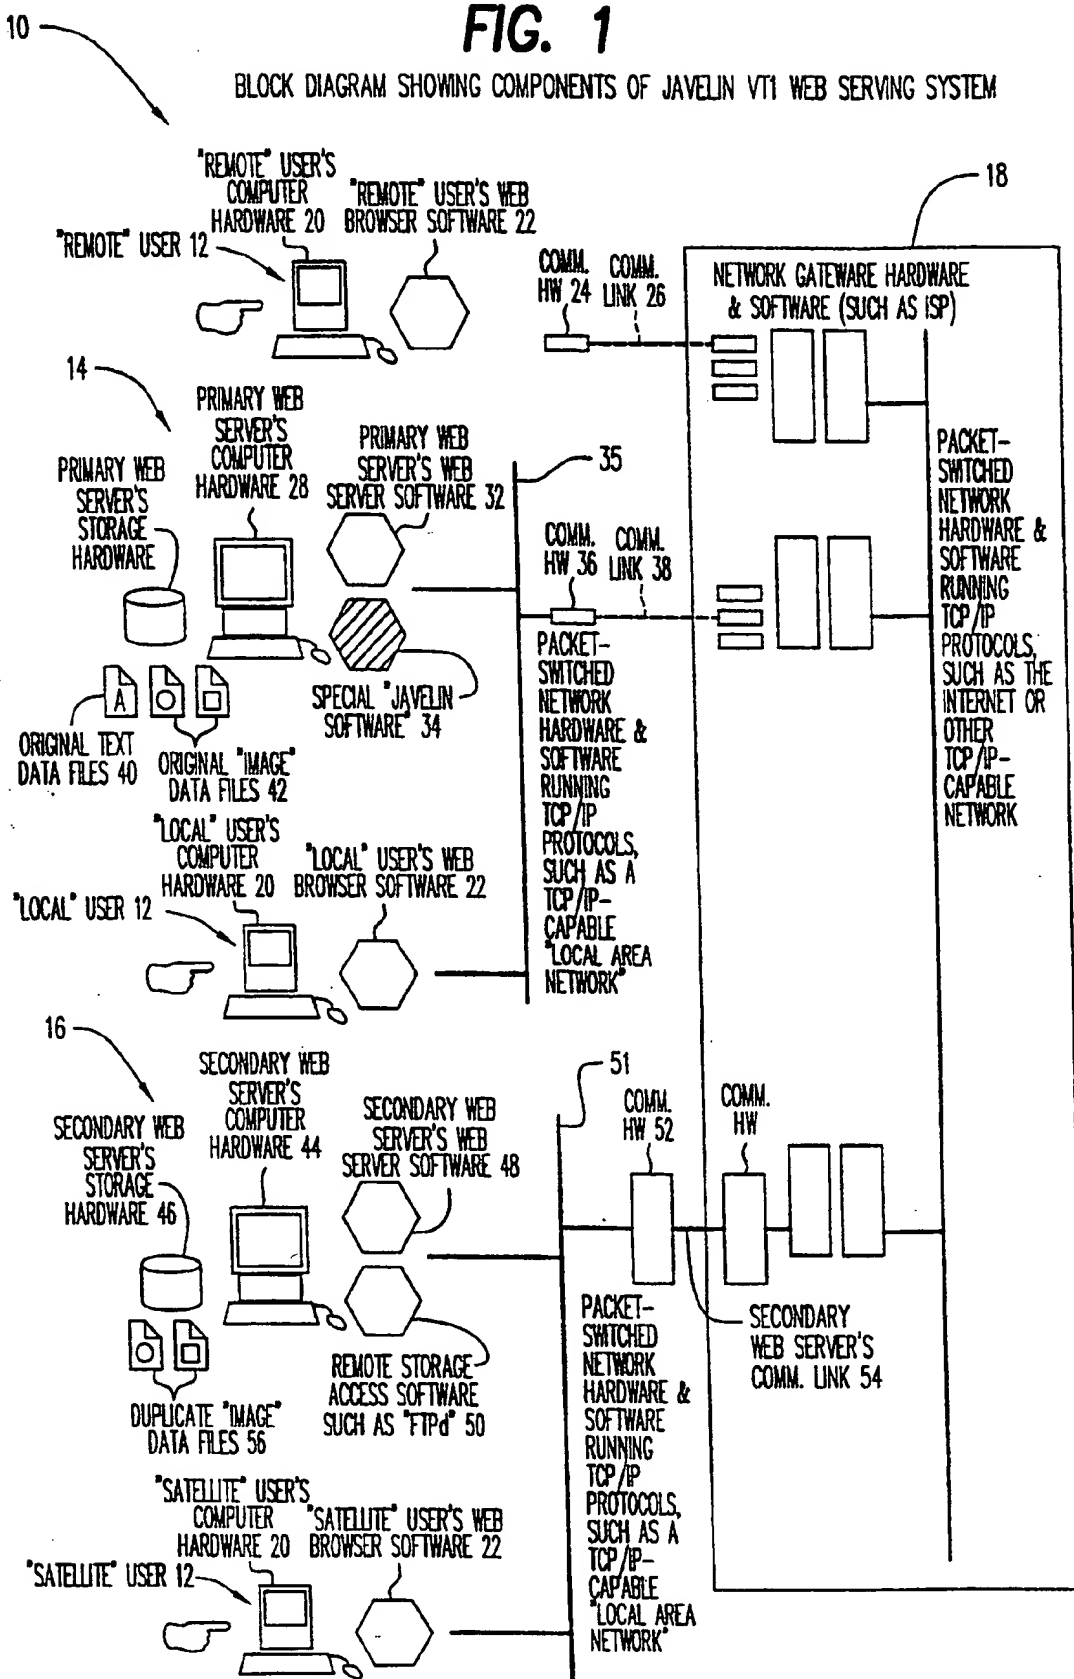 FIG. 1
10
BLOCK DIAGRAM SHOWING COMPONENTS OF JAVELIN VT1 WEB SERVING SYSTEM
"REMOTE" USER'S
COMPUTER
HARDWARE 20
"REMOTE" USER'S WEB
BROWSER SOFTWARE 22
"REMOTE" USER 12
COMM.
HW 24
COMM.
LINK 26
18
NETWORK GATEWARE HARDWARE
& SOFTWARE (SUCH AS ISP)
14
PRIMARY WEB
SERVER'S
COMPUTER
HARDWARE 28
PRIMARY WEB
SERVER'S WEB
SERVER SOFTWARE 32
PRIMARY WEB
SERVER'S
STORAGE
HARDWARE
35
COMM.
HW 36
COMM.
LINK 38
PACKET-
SWITCHED
NETWORK
HARDWARE &
SOFTWARE
RUNNING
TCP/IP
PROTOCOLS,
SUCH AS THE
INTERNET OR
OTHER
TCP/IP-
CAPABLE
NETWORK
A
SPECIAL "JAVELIN
SOFTWARE" 34
ORIGINAL TEXT
DATA FILES 40
ORIGINAL "IMAGE"
DATA FILES 42
PACKET-
SWITCHED
NETWORK
HARDWARE &
SOFTWARE
RUNNING
TCP/IP
PROTOCOLS,
SUCH AS A
TCP/IP-
CAPABLE
"LOCAL AREA
NETWORK"
"LOCAL" USER'S
COMPUTER
HARDWARE 20
"LOCAL" USER'S WEB
BROWSER SOFTWARE 22
"LOCAL" USER 12
16
SECONDARY WEB
SERVER'S
COMPUTER
HARDWARE 44
SECONDARY WEB
SERVER'S WEB
SERVER SOFTWARE 48
SECONDARY WEB
SERVER'S
STORAGE
HARDWARE 46
51
COMM.
HW 52
COMM.
HW
REMOTE STORAGE
ACCESS SOFTWARE
SUCH AS "FTPd" 50
DUPLICATE "IMAGE"
DATA FILES 56
SECONDARY
WEB SERVER'S
COMM. LINK 54
PACKET-
SWITCHED
NETWORK
HARDWARE &
SOFTWARE
RUNNING
TCP/IP
PROTOCOLS,
SUCH AS A
TCP/IP-
CAPABLE
"LOCAL AREA
NETWORK"
"SATELLITE" USER'S
COMPUTER
HARDWARE 20
"SATELLITE" USER'S WEB
BROWSER SOFTWARE 22
"SATELLITE" USER 12